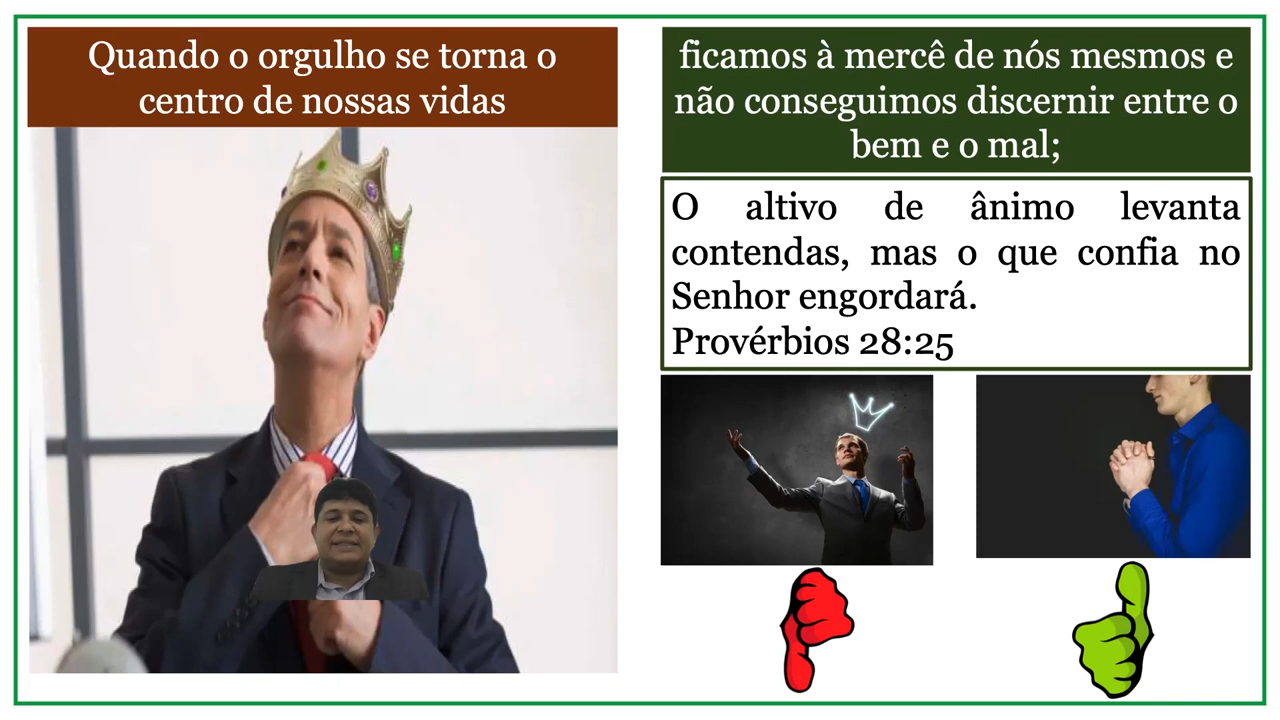 Quando o orgulho se torna o
centro de nossas vidas
ficamos à mercê de nós mesmos e
não conseguimos discernir entre o
bem e o mal;
O altivo de ânimo levanta
contendas, mas o que confia no
Senhor engordará.
Provérbios 28:25